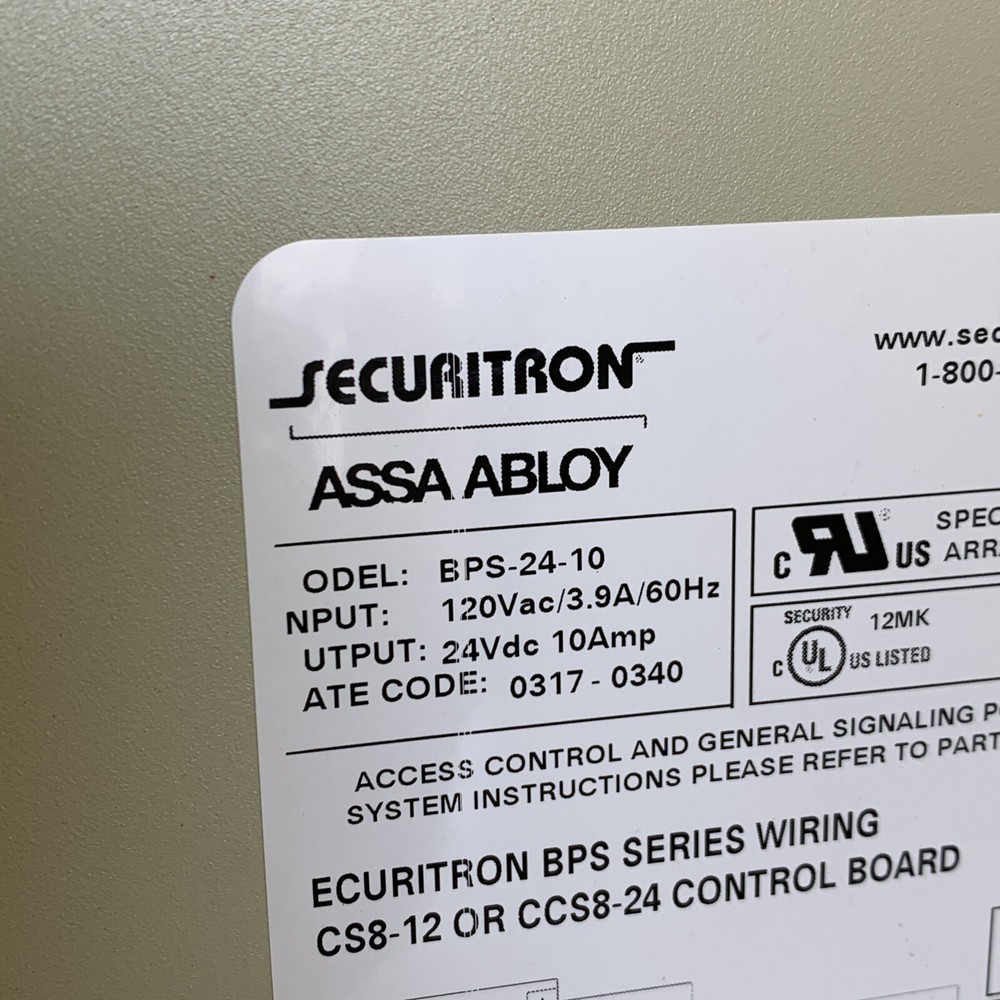 SECURITRON®
ASSA ABLOY
www.sec
1-800-
ODEL: BPS-24-10
NPUT: 120Vac/3.9A/60Hz
UTPUT: 24Vdc 10Amp
ATE CODE: 0317 - 0340
C RU® US SPEC
ARR
SECURITY 12MK
C UL US LISTED
ACCESS CONTROL AND GENERAL SIGNALING P
SYSTEM INSTRUCTIONS PLEASE REFER TO PART
ECURITRON BPS SERIES WIRING
CS8-12 OR CCS8-24 CONTROL BOARD